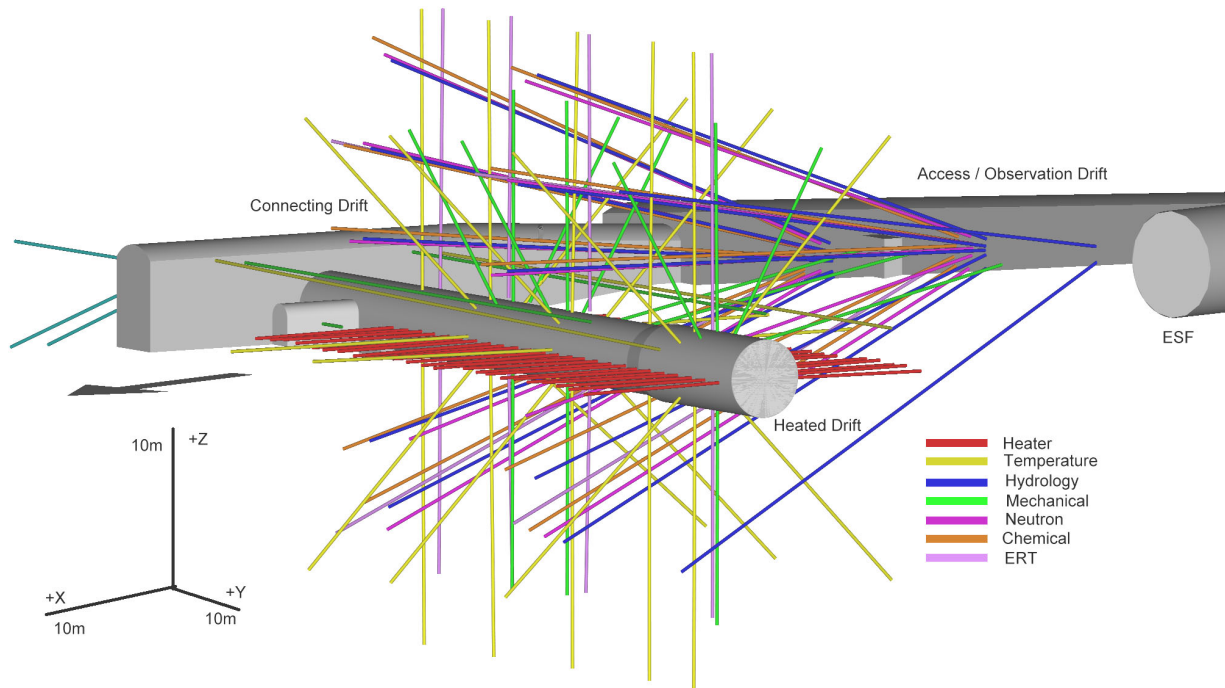 Access / Observation Drift
Connecting Drift
ESF
Heated Drift
10m
+Z
+X
10m
+Y
10m
Heater
Temperature
Hydrology
Mechanical
Neutron
Chemical
ERT